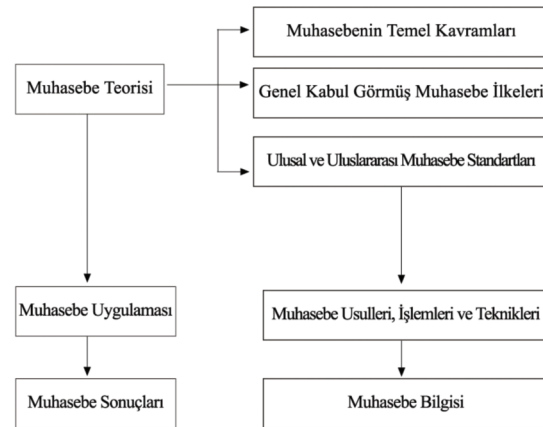 Muhasebenin Temel Kavramları
Muhasebe Teorisi
Genel Kabul Görmüş Muhasebe İlkeleri
Ulusal ve Uluslararası Muhasebe Standartları
Muhasebe Uygulaması
Muhasebe Usulleri, İşlemleri ve Teknikleri
Muhasebe Sonuçları
Muhasebe Bilgisi